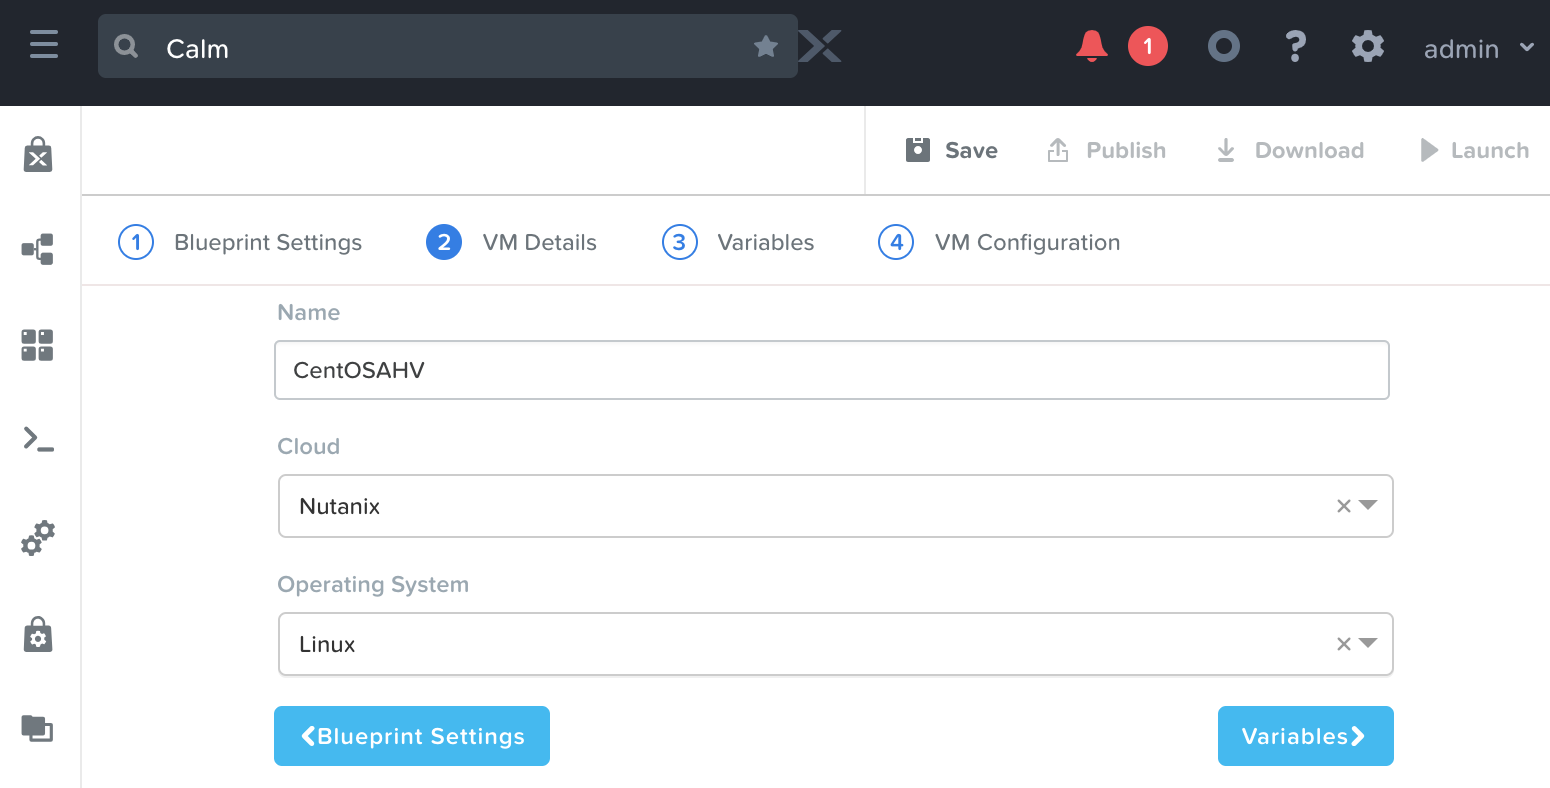 Calm
1
?
admin
Save
Publish
Download
Launch
1 Blueprint Settings
2 VM Details
3 Variables
4 VM Configuration
Name
CentOSAHV
Cloud
Nutanix
Operating System
Linux
Blueprint Settings
Variables